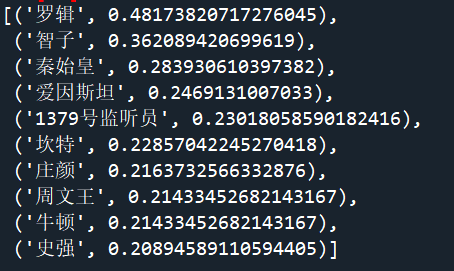 [('罗辑', 0.48173820717276045),
('智子', 0.362089420699619),
('秦始皇', 0.283930610397382),
('爱因斯坦', 0.2469131007033),
('1379号监听员', 0.23018058590182416),
('坎特', 0.22857042245270418),
('庄颜', 0.2163732566332876),
('周文王', 0.21433452682143167),
('牛顿', 0.21433452682143167),
('史强', 0.20894589110594405)]